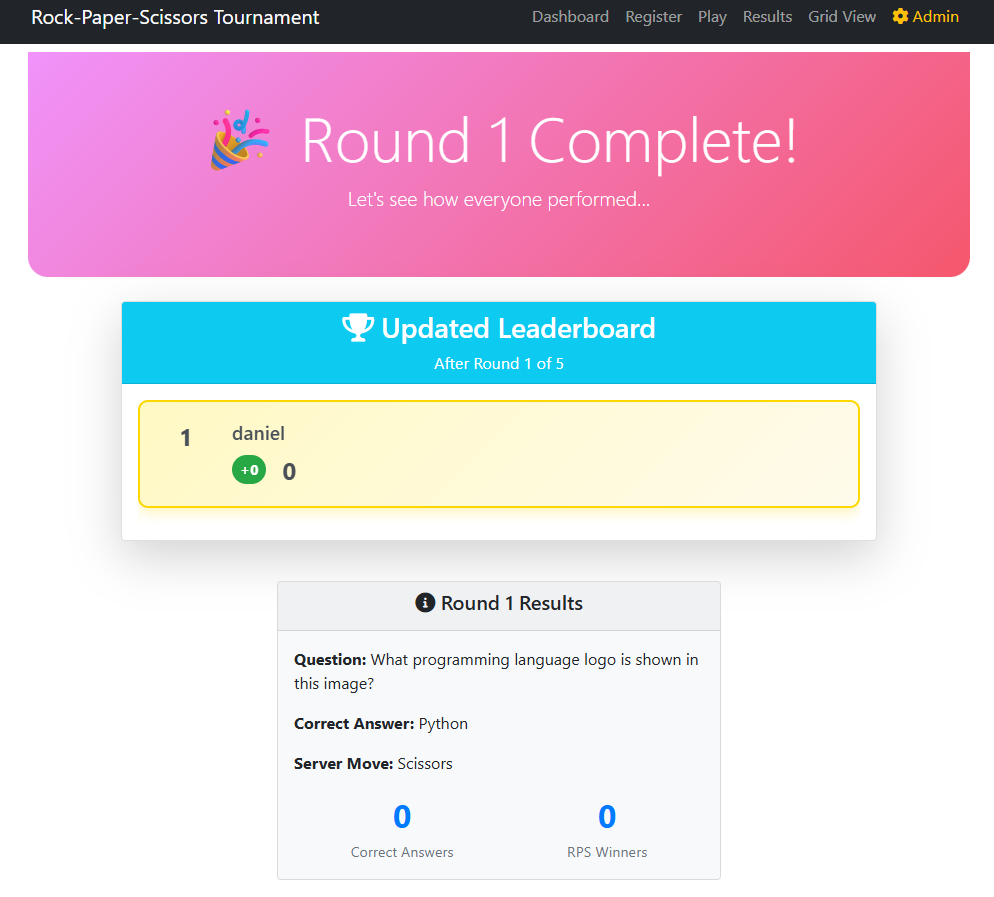 Rock-Paper-Scissors Tournament Dashboard Register Play Results Grid View Admin
Round 1 Complete!
Let's see how everyone performed...
Updated Leaderboard
After Round 1 of 5
1 daniel
+0 0
Round 1 Results
Question: What programming language logo is shown in
this image?
Correct Answer: Python
Server Move: Scissors
0 0
Correct Answers RPS Winners